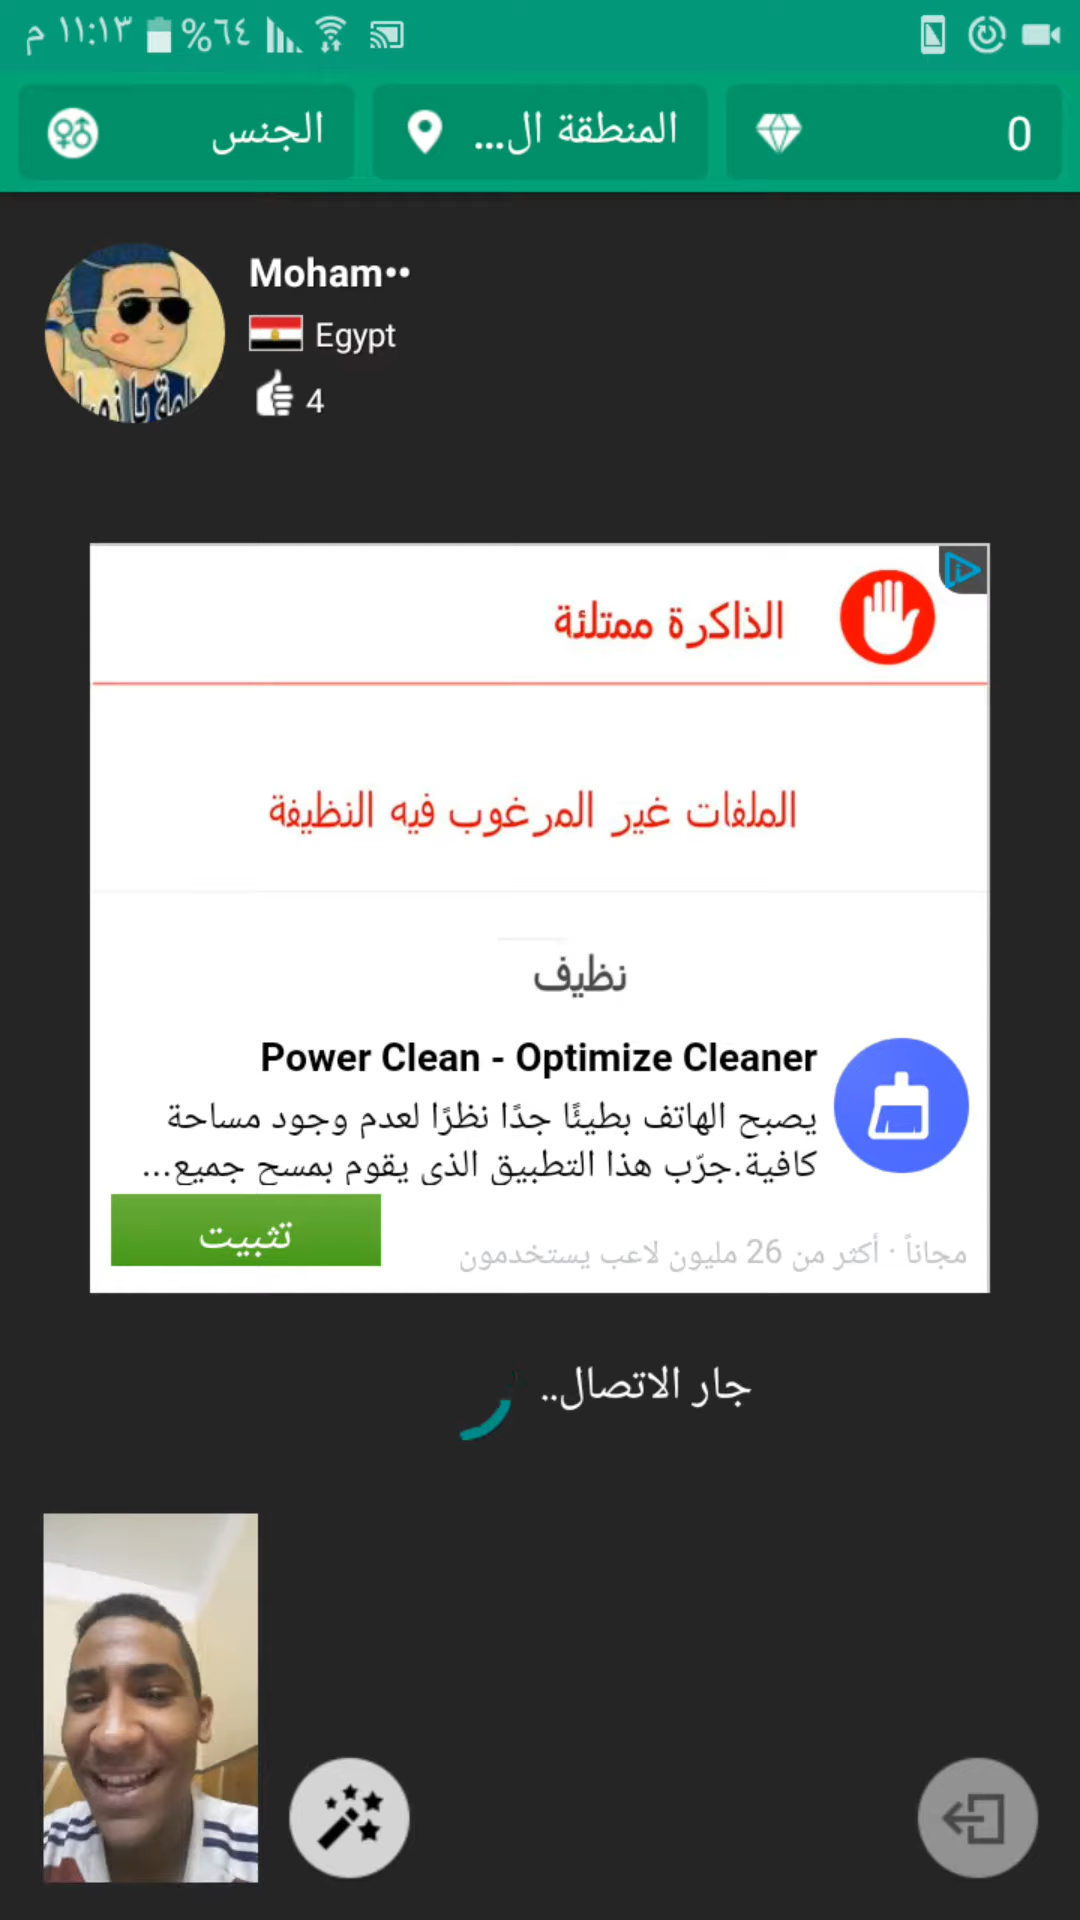 ١١:١٣ م
%٦٤
الجنس
المنطقة ال...
0
Moham••
Egypt
4
الذاكرة ممتلئة
الملفات غير المرغوب فيه النظيفة
نظيف
Power Clean - Optimize Cleaner
يصبح الهاتف بطيئًا جدًا نظرًا لعدم وجود مساحة
كافية.جرّب هذا التطبيق الذي يقوم بمسح جميع...
تثبيت
مجاناً · أكثر من 26 مليون لاعب يستخدمون
جار الاتصال..